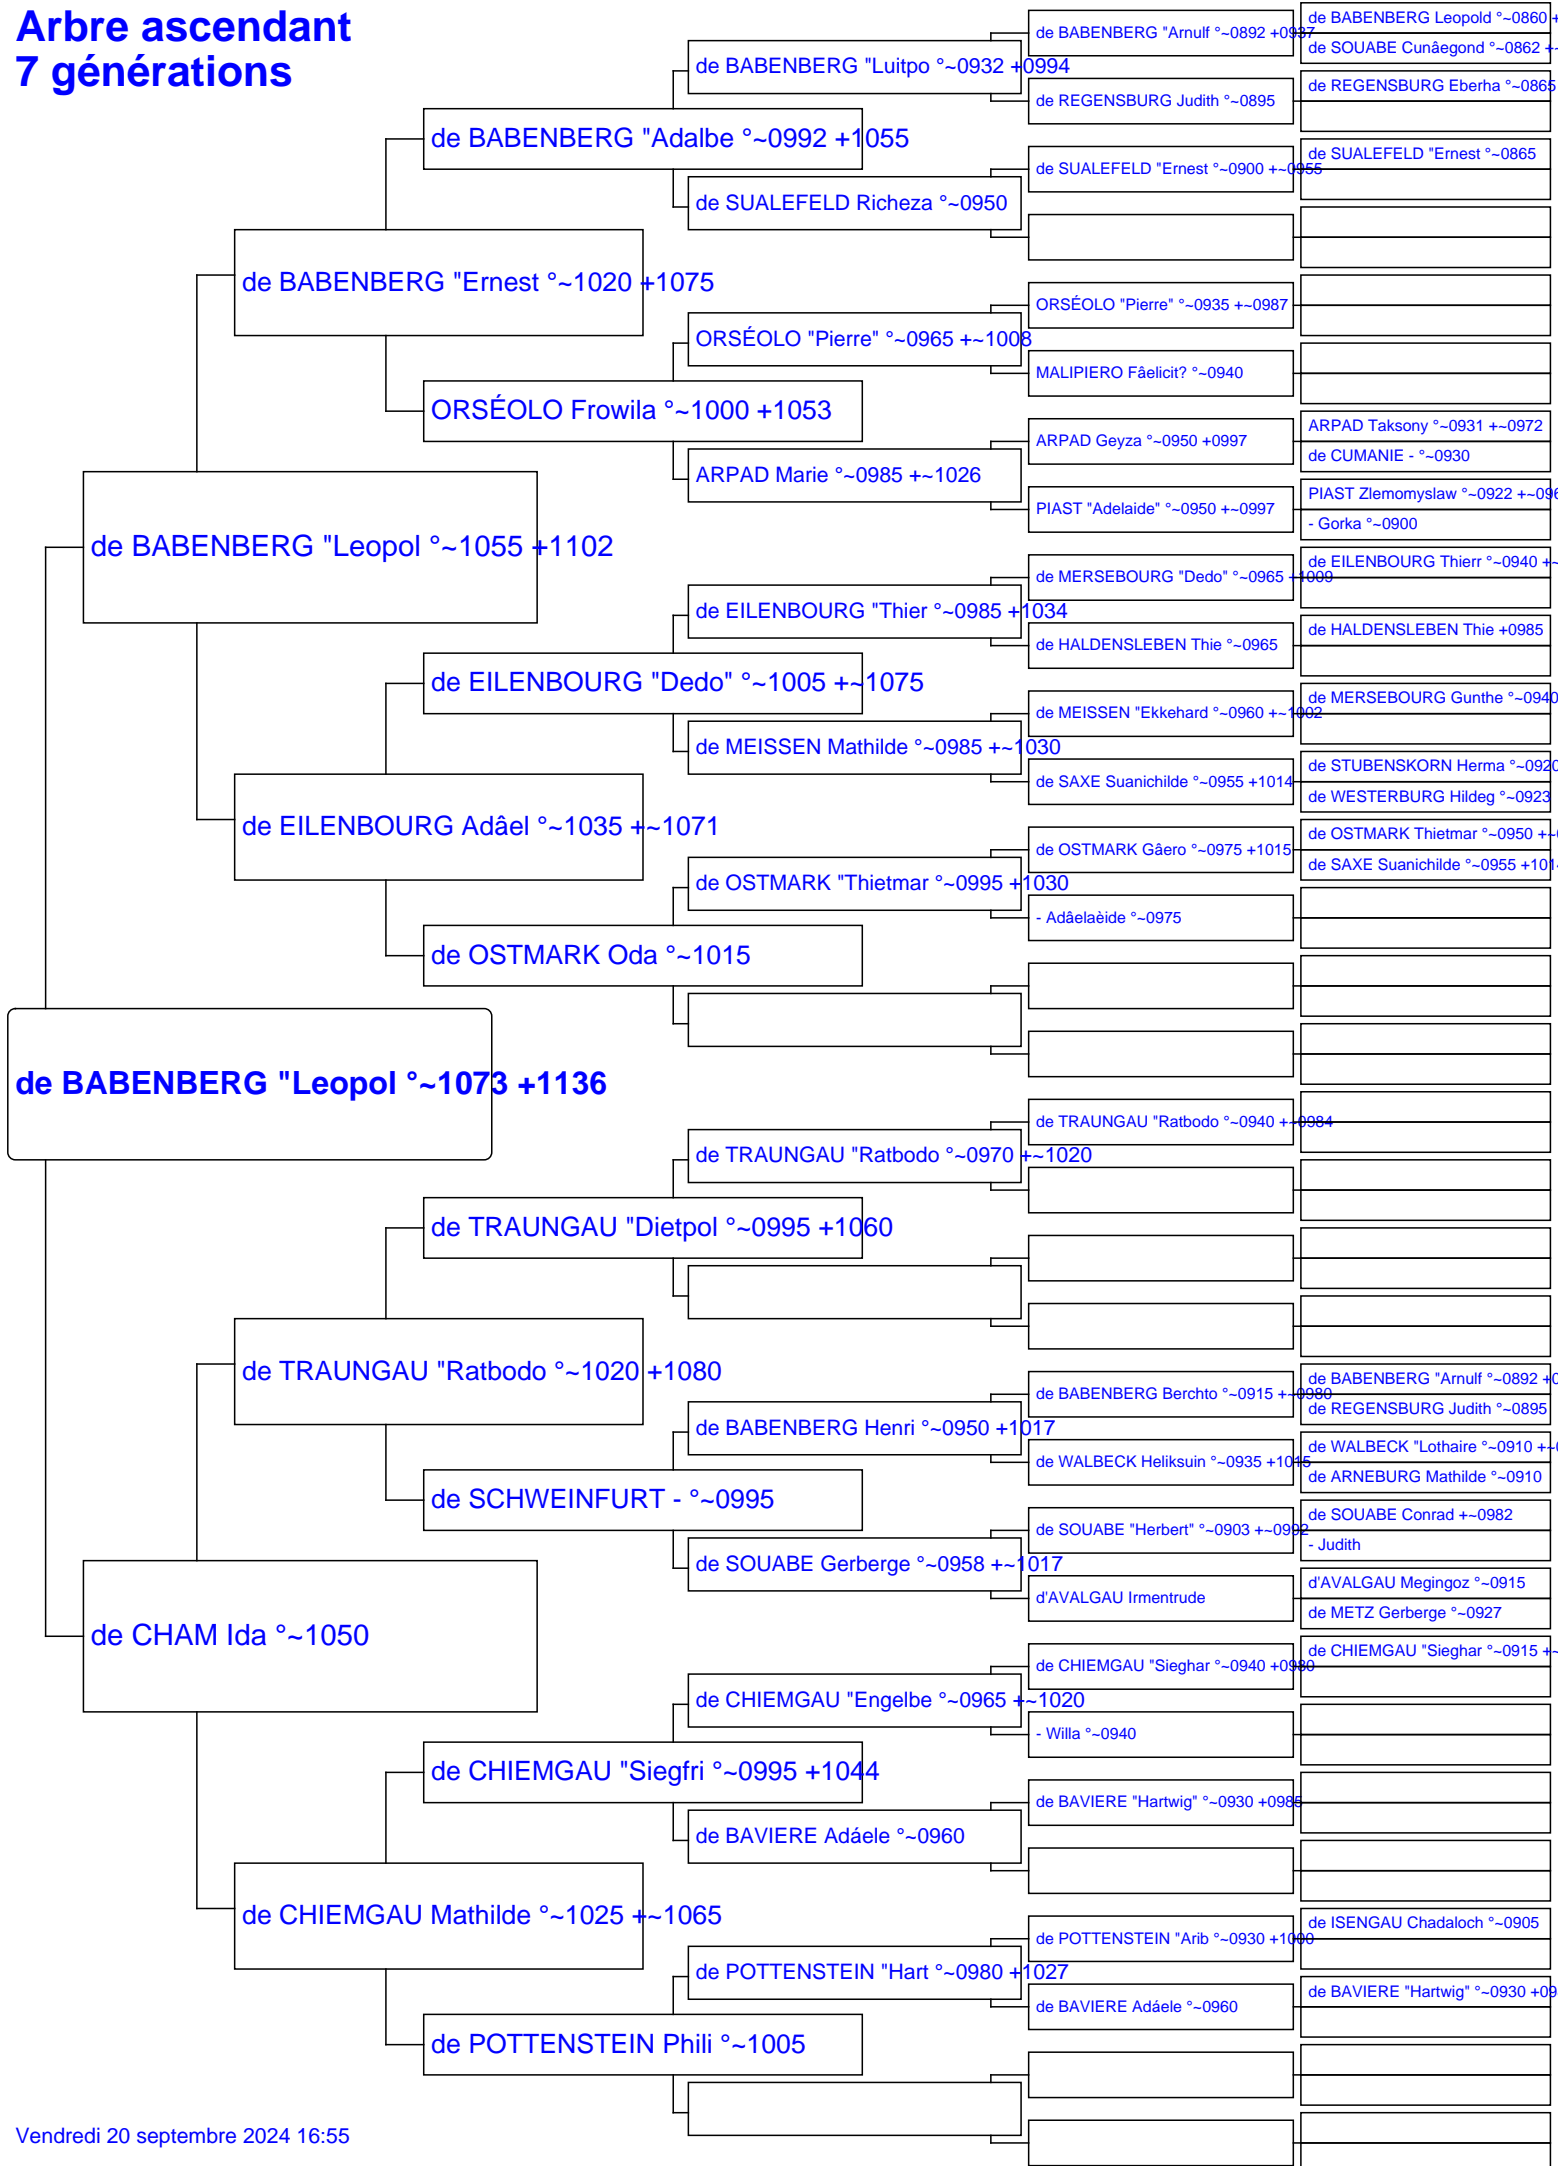 Arbre ascendant
7 générations
de BABENBERG "Leopol °~1073 +1136
de BABENBERG "Leopol °~1055 +1102
de CHAM Ida °~1050
de BABENBERG "Ernest °~1020 +1075
de EILENBOURG Adâel °~1035 +~1071
de TRAUNGAU "Ratbodo °~1020 +1080
de CHIEMGAU Mathilde °~1025 +~1065
de BABENBERG "Adalbe °~0992 +1055
ORSÉOLO Frowila °~1000 +1053
de EILENBOURG "Dedo" °~1005 +~1075
de OSTMARK Oda °~1015
de TRAUNGAU "Dietpol °~0995 +1060
de SCHWEINFURT - °~0995
de CHIEMGAU "Siegfri °~0995 +1044
de POTTENSTEIN Phili °~1005
de BABENBERG "Luitpo °~0932 +0994
de SUALEFELD Richeza °~0950
ORSÉOLO "Pierre" °~0965 +~1008
ARPAD Marie °~0985 +~1026
de EILENBOURG "Thier °~0985 +1034
de MEISSEN Mathilde °~0985 +~1030
de OSTMARK "Thietmar °~0995 +1030
de TRAUNGAU "Ratbodo °~0970 +~1020
de BABENBERG Henri °~0950 +1017
de SOUABE Gerberge °~0958 +~1017
de CHIEMGAU "Engelbe °~0965 +~1020
de BAVIERE Adáele °~0960
de POTTENSTEIN "Hart °~0980 +1027
de BABENBERG "Arnulf °~0892 +0937
de REGENSBURG Judith °~0895
de SUALEFELD "Ernest °~0900 +~0955
ORSÉOLO "Pierre" °~0935 +~0987
MALIPIERO Fâelicit? °~0940
ARPAD Geyza °~0950 +0997
PIAST "Adelaide" °~0950 +~0997
de MERSEBOURG "Dedo" °~0965 +1009
de HALDENSLEBEN Thie °~0965
de MEISSEN "Ekkehard °~0960 +~1002
de SAXE Suanichilde °~0955 +1014
de OSTMARK Gâero °~0975 +1015
- Adâelaèide °~0975
de TRAUNGAU "Ratbodo °~0940 +~0984
de BABENBERG Berchto °~0915 +~0980
de WALBECK Heliksuin °~0935 +1015
de SOUABE "Herbert" °~0903 +~0992
d'AVALGAU Irmentrude
de CHIEMGAU "Sieghar °~0940 +0980
- Willa °~0940
de BAVIERE "Hartwig" °~0930 +0985
de POTTENSTEIN "Arib °~0930 +1000
de BAVIERE Adáele °~0960
de BABENBERG Leopold °~0860 +
de SOUABE Cunâegond °~0862 +~
de REGENSBURG Eberha °~0865
de SUALEFELD "Ernest °~0865
ARPAD Taksony °~0931 +~0972
de CUMANIE - °~0930
PIAST Zlemomyslaw °~0922 +~096
- Gorka °~0900
de EILENBOURG Thierr °~0940 +~
de HALDENSLEBEN Thie +0985
de MERSEBOURG Gunthe °~0940
de STUBENSKORN Herma °~0920
de WESTERBURG Hildeg °~0923
de OSTMARK Thietmar °~0950 +~0
de SAXE Suanichilde °~0955 +1014
de BABENBERG "Arnulf °~0892 +0
de REGENSBURG Judith °~0895
de WALBECK "Lothaire °~0910 +~0
de ARNEBURG Mathilde °~0910
de SOUABE Conrad +~0982
- Judith
d'AVALGAU Megingoz °~0915
de METZ Gerberge °~0927
de CHIEMGAU "Sieghar °~0915 +~
de ISENGAU Chadaloch °~0905
de BAVIERE "Hartwig" °~0930 +09
Vendredi 20 septembre 2024 16:55